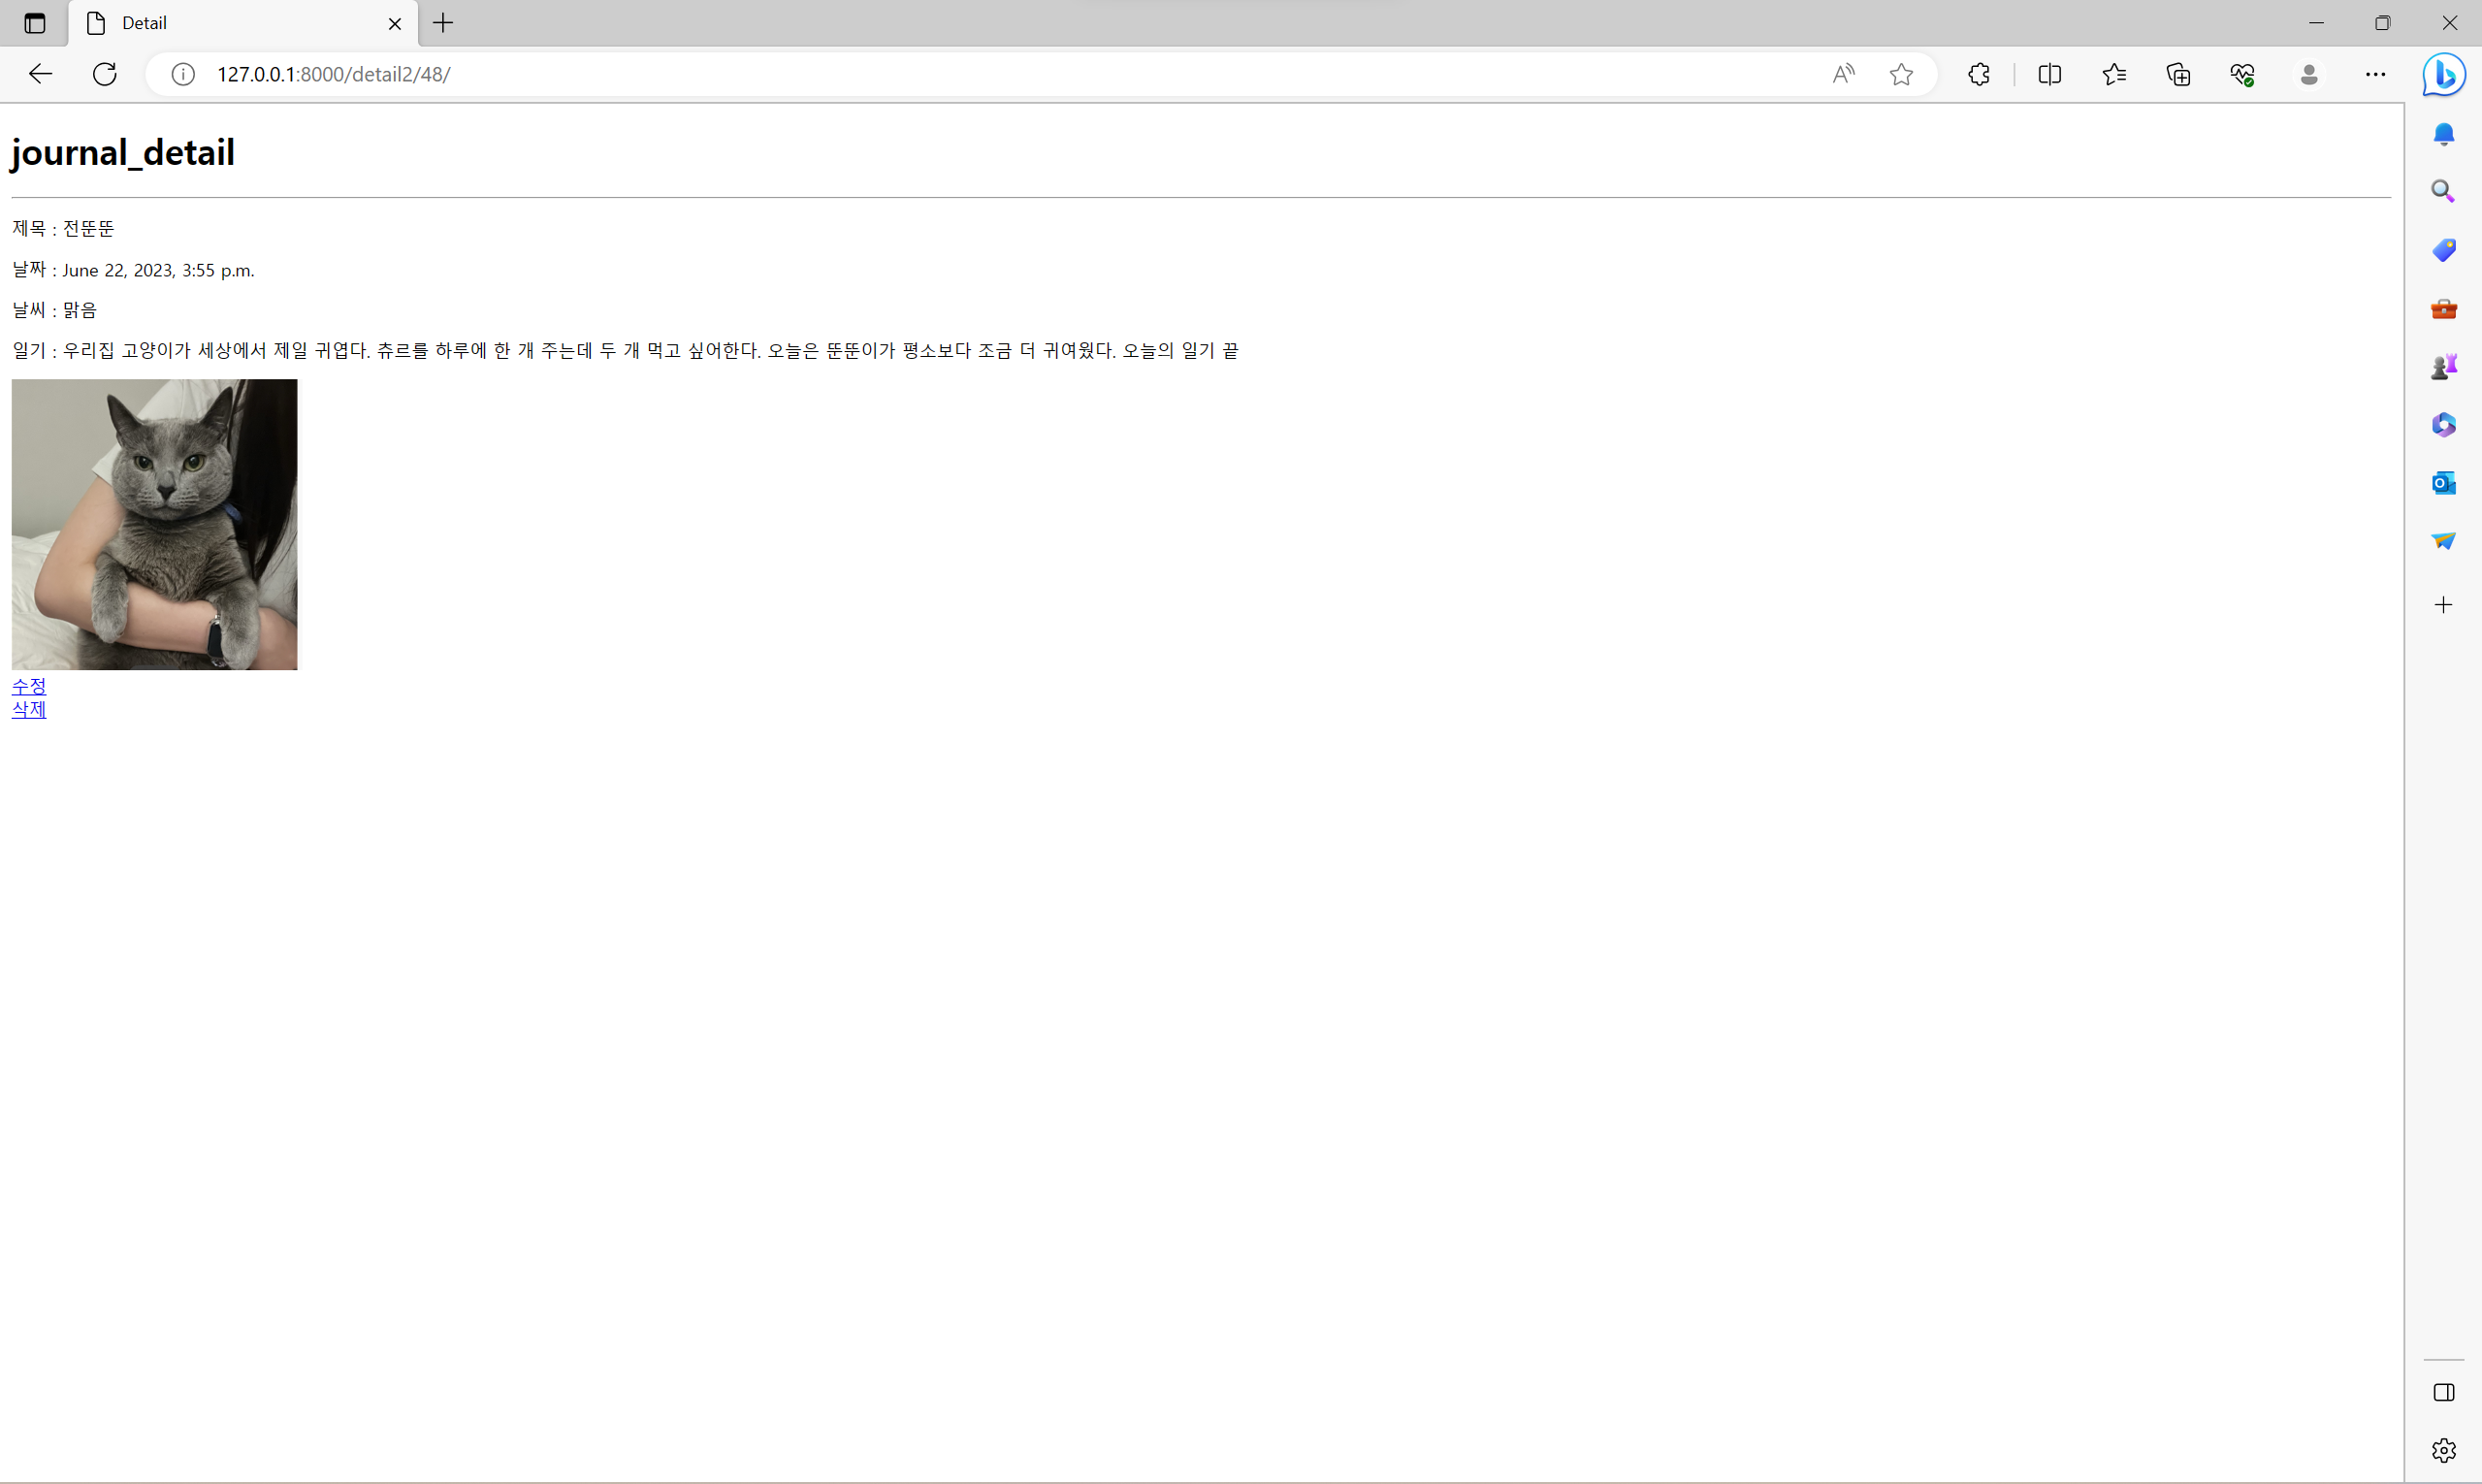 Detail
127.0.0.1:8000/detail2/48/
journal_detail
제목 : 전뚠뚠
날짜 : June 22, 2023, 3:55 p.m.
날씨 : 맑음
일기 : 우리집 고양이가 세상에서 제일 귀엽다. 츄르를 하루에 한 개 주는데 두 개 먹고 싶어한다. 오늘은 뚠뚠이가 평소보다 조금 더 귀여웠다. 오늘의 일기 끝
수정
삭제